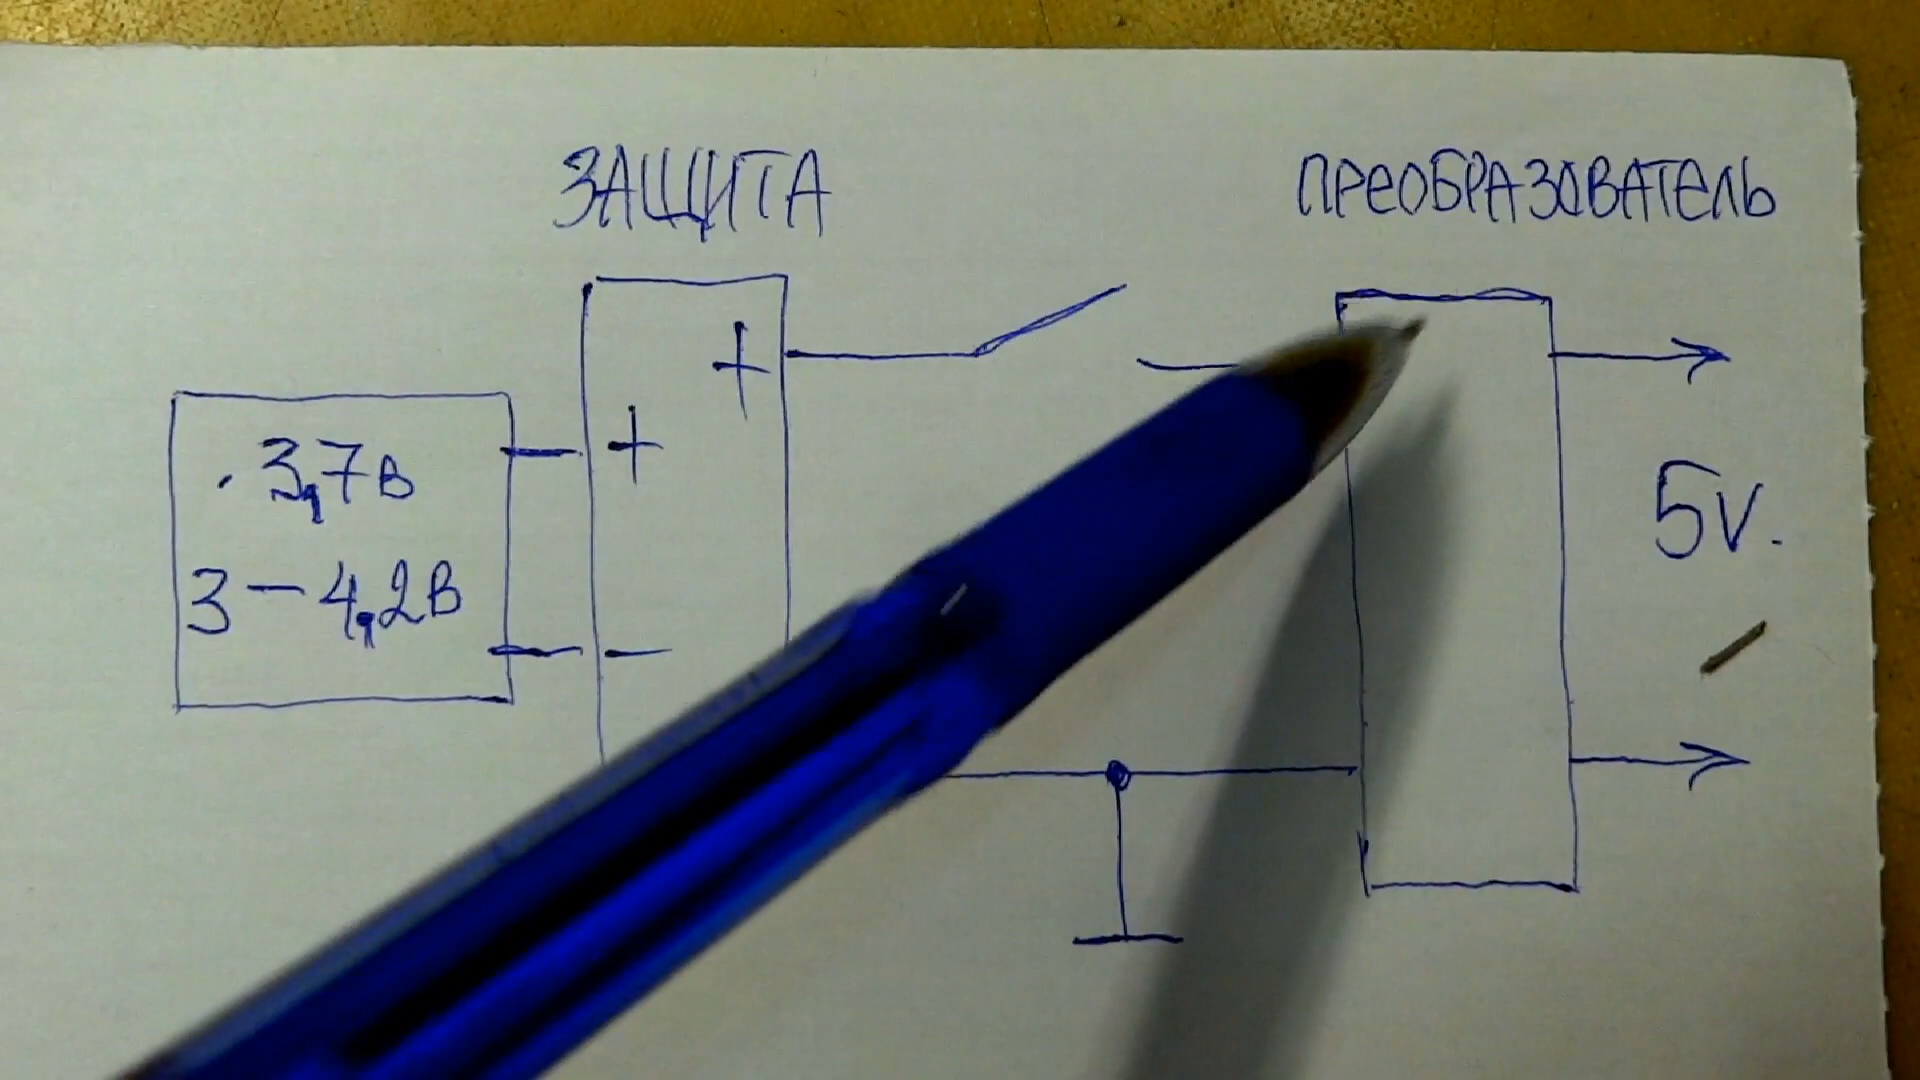 ЗАЩИТА
ПРЕОБРАЗОВАТЕЛЬ
+
+
3,7в
3 – 4,2В
–
5V.